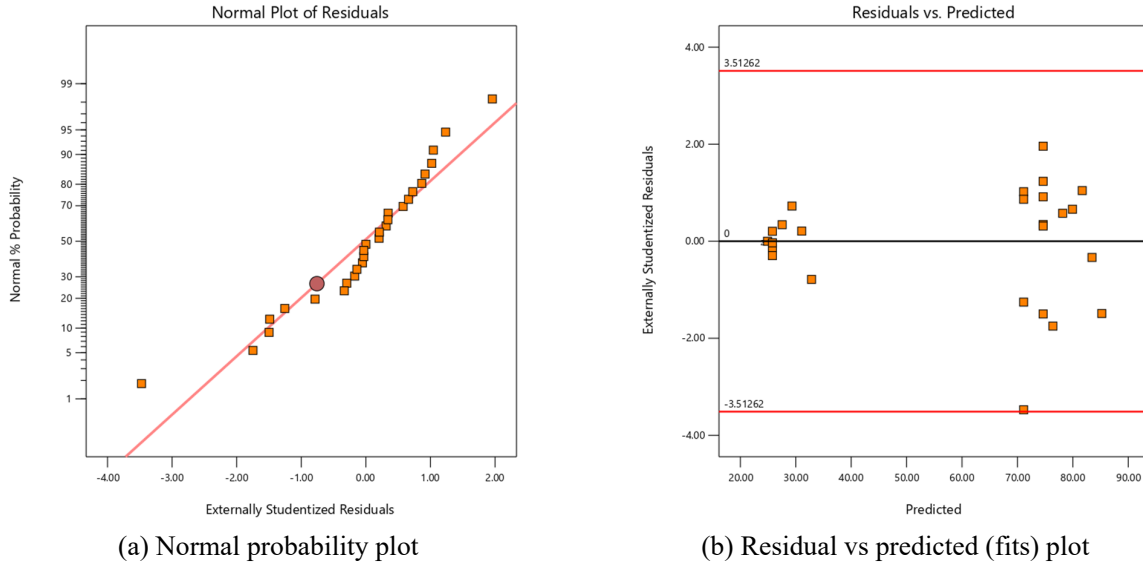 Normal Plot of Residuals
Normal % Probability
99
95
90
80
70
50
30
20
10
5
1
-4.00 -3.00 -2.00 -1.00 0.00 1.00 2.00
Externally Studentized Residuals
(a) Normal probability plot
Residuals vs. Predicted
Externally Studentized Residuals
4.00
3.51262
2.00
0.00
0
-2.00
-3.51262
-4.00
20.00 30.00 40.00 50.00 60.00 70.00 80.00 90.00
Predicted
(b) Residual vs predicted (fits) plot